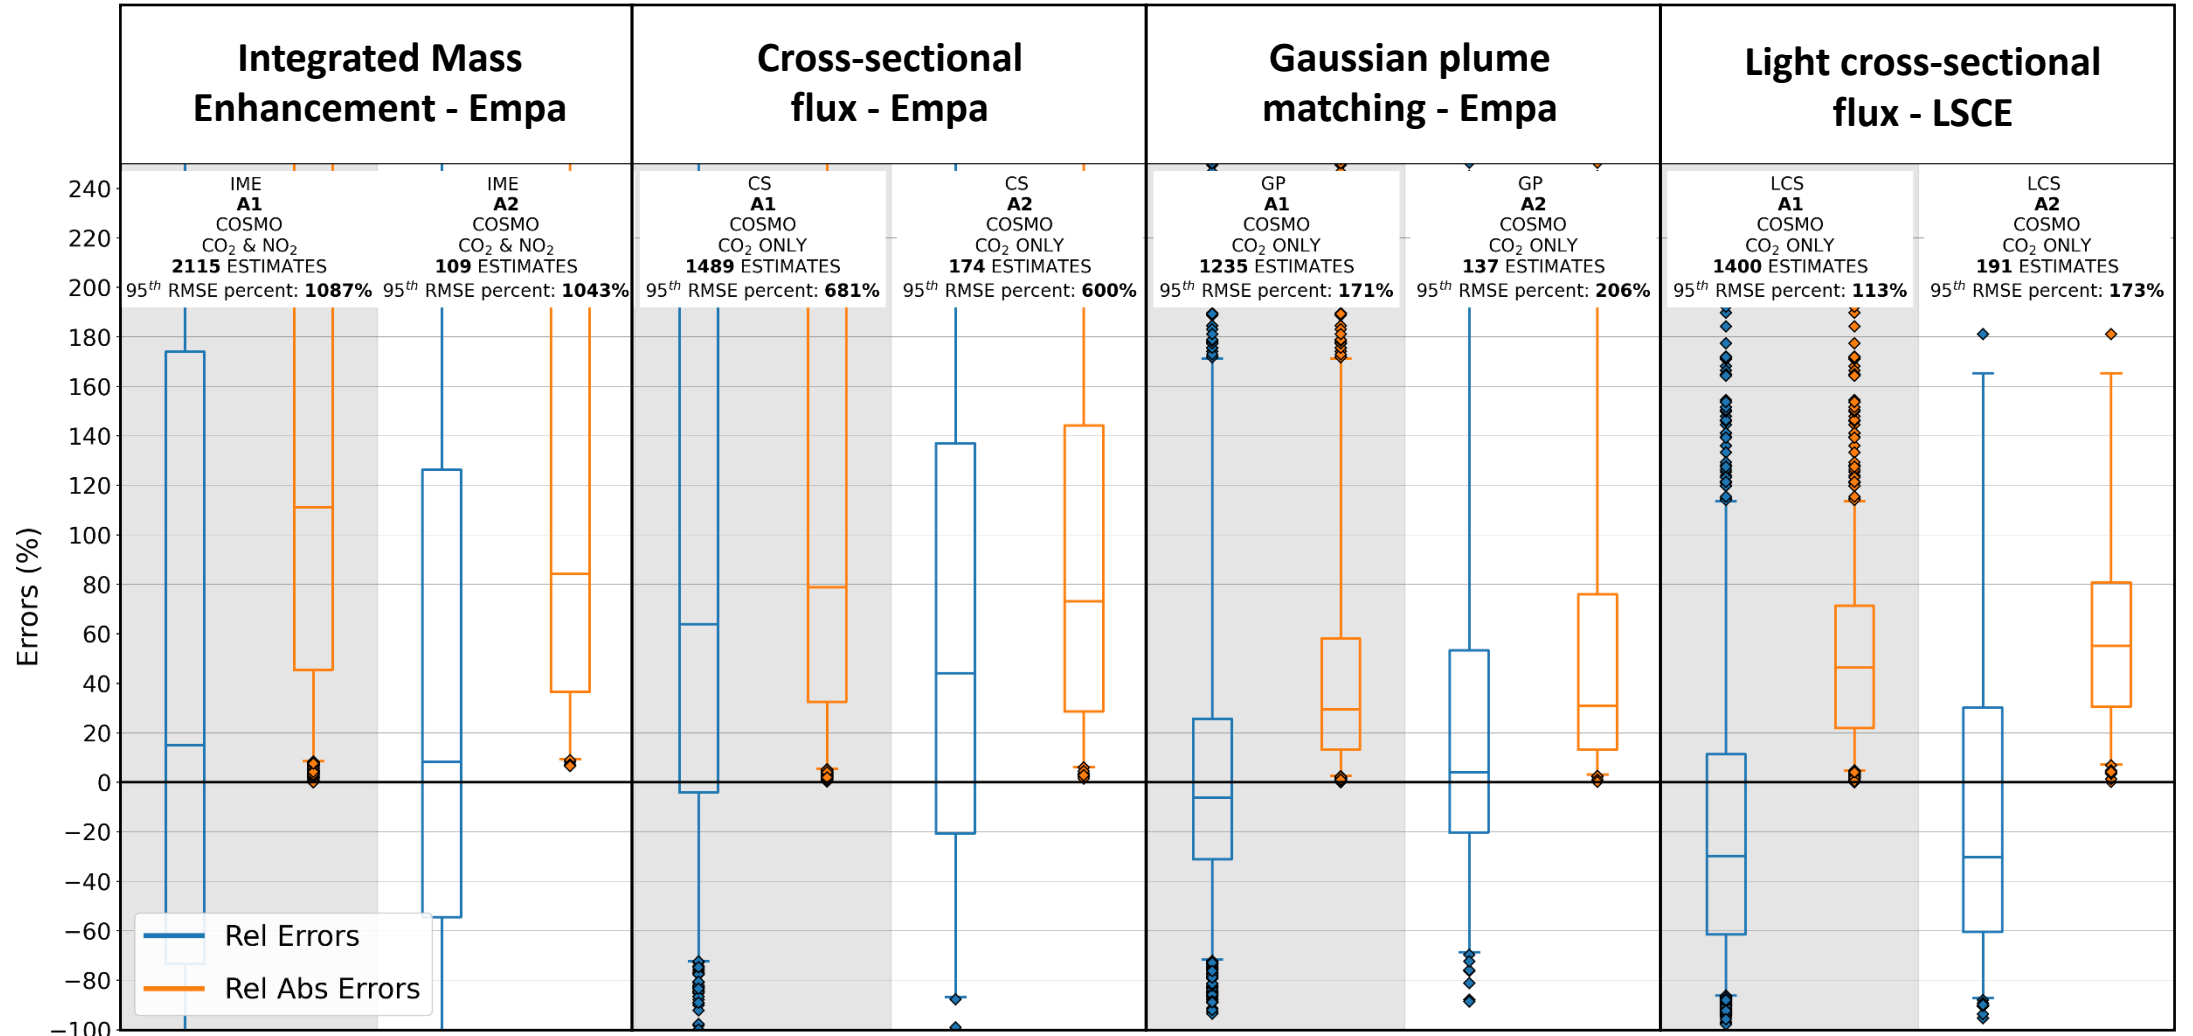 Integrated Mass
Enhancement - Empa
Cross-sectional
flux - Empa
Gaussian plume
matching - Empa
Light cross-sectional
flux - LSCE
IME
A1
COSMO
CO₂ & NO₂
2115 ESTIMATES
95ᵗʰ RMSE percent: 1087%
IME
A2
COSMO
CO₂ & NO₂
109 ESTIMATES
95ᵗʰ RMSE percent: 1043%
CS
A1
COSMO
CO₂ ONLY
1489 ESTIMATES
95ᵗʰ RMSE percent: 681%
CS
A2
COSMO
CO₂ ONLY
174 ESTIMATES
95ᵗʰ RMSE percent: 600%
GP
A1
COSMO
CO₂ ONLY
1235 ESTIMATES
95ᵗʰ RMSE percent: 171%
GP
A2
COSMO
CO₂ ONLY
137 ESTIMATES
95ᵗʰ RMSE percent: 206%
LCS
A1
COSMO
CO₂ ONLY
1400 ESTIMATES
95ᵗʰ RMSE percent: 113%
LCS
A2
COSMO
CO₂ ONLY
191 ESTIMATES
95ᵗʰ RMSE percent: 173%
Errors (%)
240
220
200
180
160
140
120
100
80
60
40
20
0
−20
−40
−60
−80
−100
Rel Errors
Rel Abs Errors